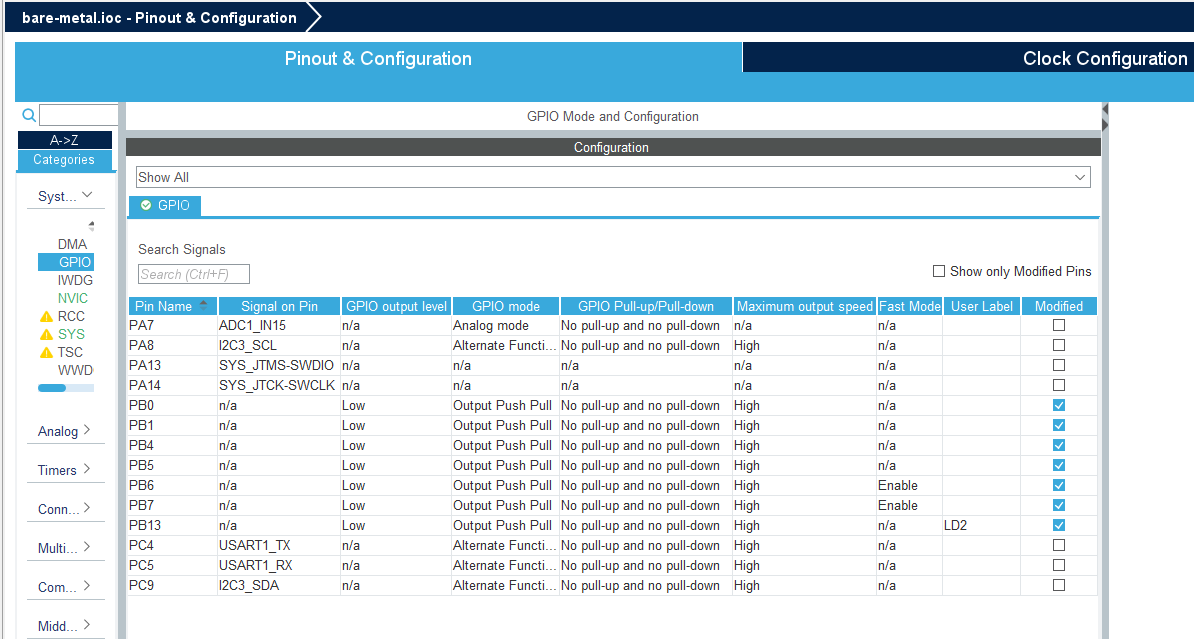 bare-metal.ioc - Pinout & Configuration
Pinout & Configuration
Clock Configuration
GPIO Mode and Configuration
A->Z
Configuration
Categories
Show All
Syst...
GPIO
DMA
GPIO
IWDG
NVIC
RCC
SYS
TSC
WWD
Analog
Timers
Conn...
Multi...
Com...
Midd...
Search Signals
Search (Ctrl+F)
Show only Modified Pins
Pin Name Signal on Pin GPIO output level GPIO mode GPIO Pull-up/Pull-down Maximum output speed Fast Mode User Label Modified
PA7 ADC1_IN15 n/a Analog mode No pull-up and no pull-down n/a n/a
PA8 I2C3_SCL n/a Alternate Functi... No pull-up and no pull-down High n/a
PA13 SYS_JTMS-SWDIO n/a n/a n/a n/a n/a
PA14 SYS_JTCK-SWCLK n/a n/a n/a n/a n/a
PB0 n/a Low Output Push Pull No pull-up and no pull-down High n/a
PB1 n/a Low Output Push Pull No pull-up and no pull-down High n/a
PB4 n/a Low Output Push Pull No pull-up and no pull-down High n/a
PB5 n/a Low Output Push Pull No pull-up and no pull-down High n/a
PB6 n/a Low Output Push Pull No pull-up and no pull-down High Enable
PB7 n/a Low Output Push Pull No pull-up and no pull-down High Enable
PB13 n/a Low Output Push Pull No pull-up and no pull-down High n/a LD2
PC4 USART1_TX n/a Alternate Functi... No pull-up and no pull-down High n/a
PC5 USART1_RX n/a Alternate Functi... No pull-up and no pull-down High n/a
PC9 I2C3_SDA n/a Alternate Functi... No pull-up and no pull-down High n/a